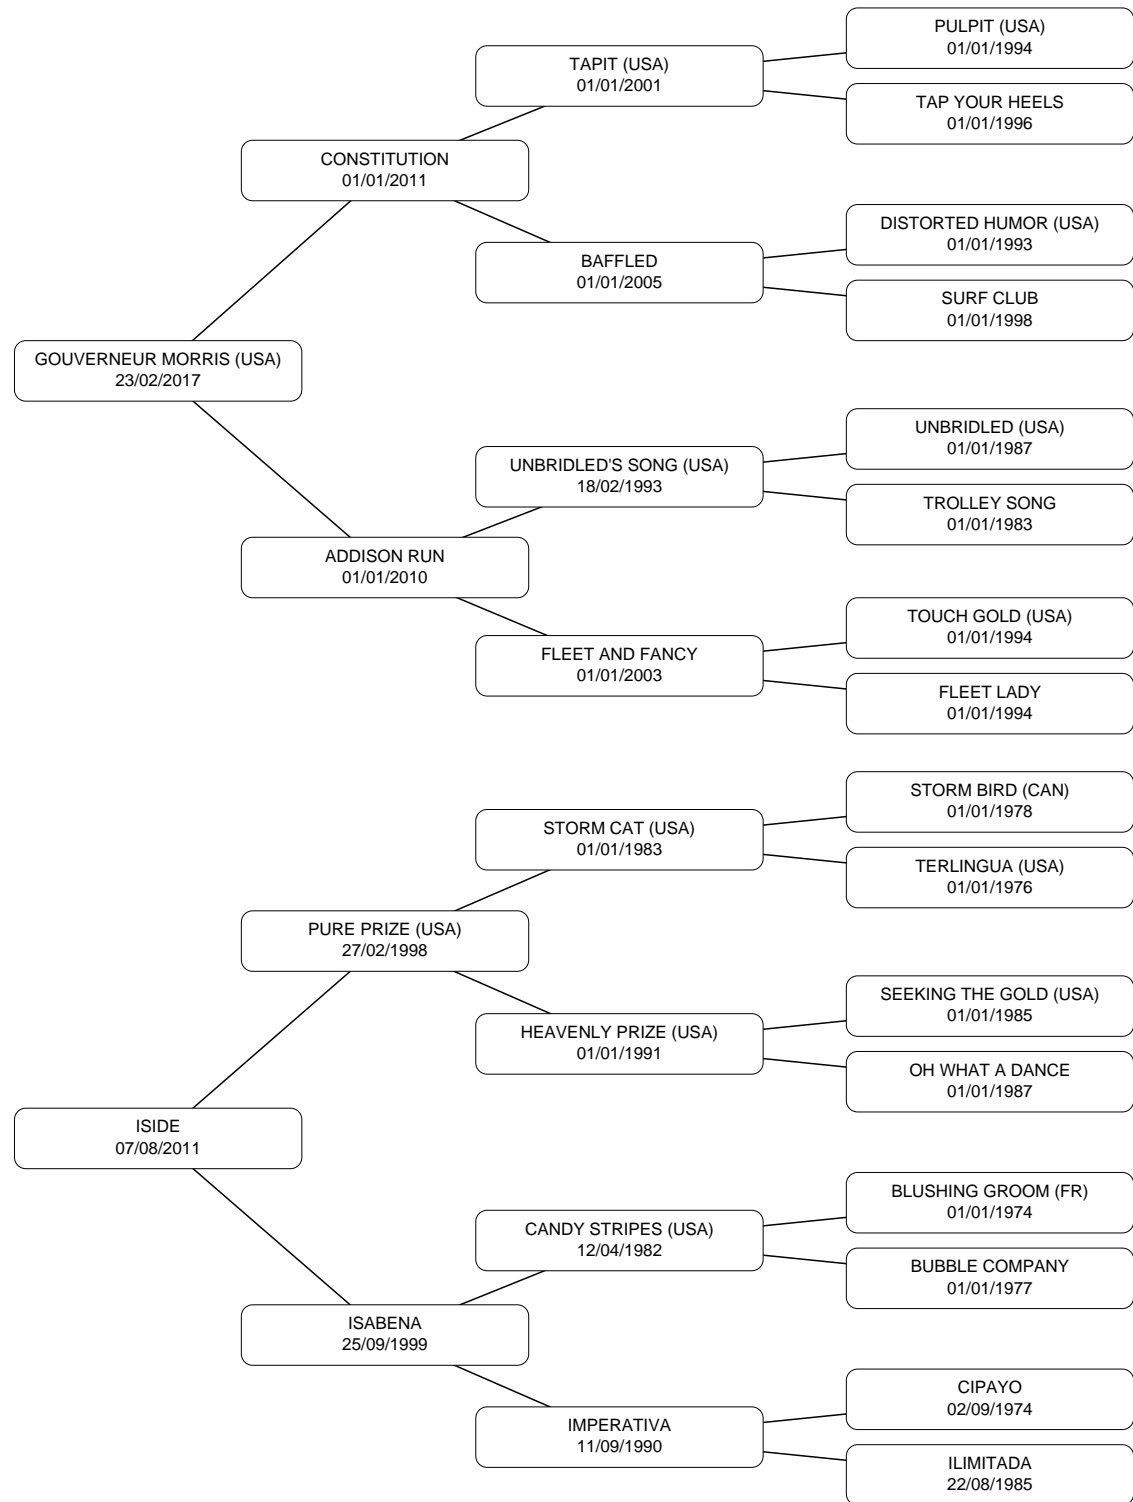 PULPIT (USA)
01/01/1994
TAPIT (USA)
01/01/2001
TAP YOUR HEELS
01/01/1996
CONSTITUTION
01/01/2011
DISTORTED HUMOR (USA)
01/01/1993
BAFFLED
01/01/2005
SURF CLUB
01/01/1998
GOUVERNEUR MORRIS (USA)
23/02/2017
UNBRIDLED (USA)
01/01/1987
UNBRIDLED'S SONG (USA)
18/02/1993
TROLLEY SONG
01/01/1983
ADDISON RUN
01/01/2010
TOUCH GOLD (USA)
01/01/1994
FLEET AND FANCY
01/01/2003
FLEET LADY
01/01/1994
STORM BIRD (CAN)
01/01/1978
STORM CAT (USA)
01/01/1983
TERLINGUA (USA)
01/01/1976
PURE PRIZE (USA)
27/02/1998
SEEKING THE GOLD (USA)
01/01/1985
HEAVENLY PRIZE (USA)
01/01/1991
OH WHAT A DANCE
01/01/1987
ISIDE
07/08/2011
BLUSHING GROOM (FR)
01/01/1974
CANDY STRIPES (USA)
12/04/1982
BUBBLE COMPANY
01/01/1977
ISABENA
25/09/1999
CIPAYO
02/09/1974
IMPERATIVA
11/09/1990
ILIMITADA
22/08/1985